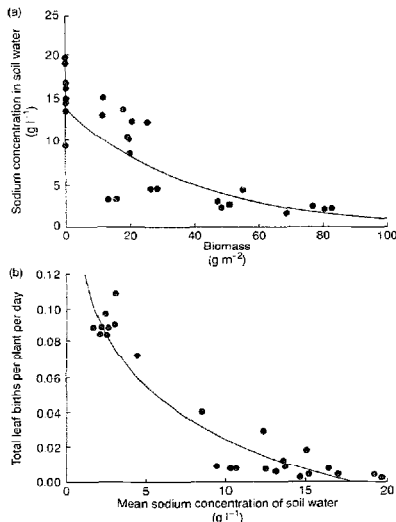 (a)
25
20
15
10
5
0
Sodium concentration in soil water
(g l⁻¹)
0 20 40 60 80 100
Biomass
(g m⁻²)
(b)
0.12
0.10
0.08
0.06
0.04
0.02
0.00
Total leaf births per plant per day
0 5 10 15 20
Mean sodium concentration of soil water
(g l⁻¹)